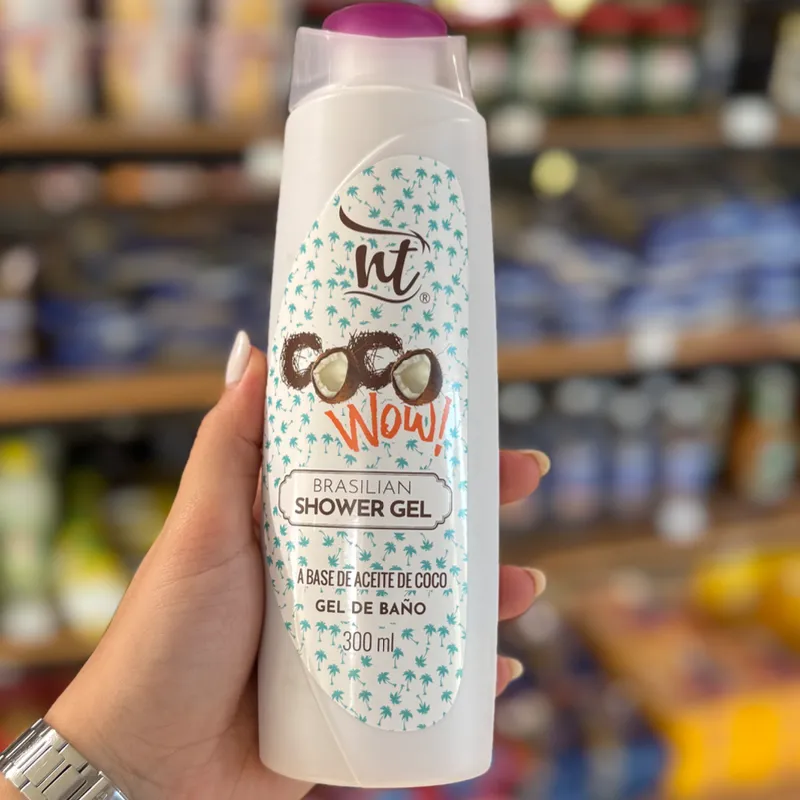 nt®
COCO
Wow!
BRASILIAN
SHOWER GEL
A BASE DE ACEITE DE COCO
GEL DE BAÑO
300 ml